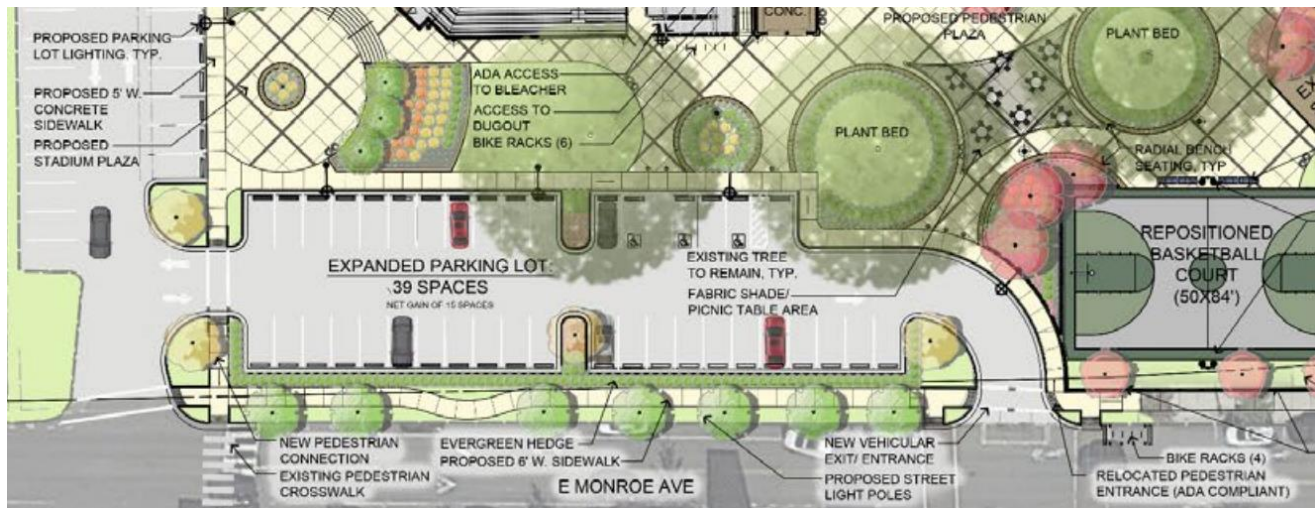 PROPOSED PARKING
LOT LIGHTING, TYP.
PROPOSED 5' W.
CONCRETE
SIDEWALK
PROPOSED
STADIUM PLAZA
ADA ACCESS
TO BLEACHER
ACCESS TO
DUGOUT
BIKE RACKS (6)
CONC.
PROPOSED PEDESTRIAN
PLAZA
PLANT BED
PLANT BED
RADIAL BENCH
SEATING, TYP
EXPANDED PARKING LOT:
39 SPACES
NET GAIN OF 15 SPACES
EXISTING TREE
TO REMAIN, TYP.
FABRIC SHADE/
PICNIC TABLE AREA
REPOSITIONED
BASKETBALL
COURT
(50X84')
NEW PEDESTRIAN
CONNECTION
EXISTING PEDESTRIAN
CROSSWALK
EVERGREEN HEDGE
PROPOSED 6' W. SIDEWALK
E MONROE AVE
NEW VEHICULAR
EXIT/ ENTRANCE
PROPOSED STREET
LIGHT POLES
BIKE RACKS (4)
RELOCATED PEDESTRIAN
ENTRANCE (ADA COMPLIANT)